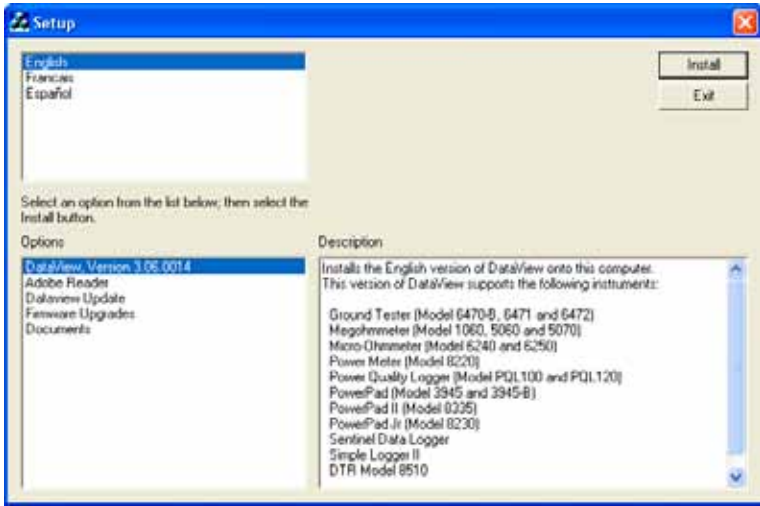 Setup
English
Francais
Español
Install
Exit
Select an option from the list below; then select the
Install button.
Options
DataView, Version 3.06.0014
Adobe Reader
Dataview Update
Firmware Upgrades
Documents
Description
Installs the English version of DataView onto this computer.
This version of DataView supports the following instruments:
Ground Tester (Model 6470-B, 6471 and 6472)
Megohmmeter (Model 1060, 5060 and 5070)
Micro-Ohmmeter (Model 6240 and 6250)
Power Meter (Model 8220)
Power Quality Logger (Model PQL100 and PQL120)
PowerPad (Model 3945 and 3945-B)
PowerPad II (Model 8335)
PowerPad Jr (Model 8230)
Sentinel Data Logger
Simple Logger II
DTR Model 8510